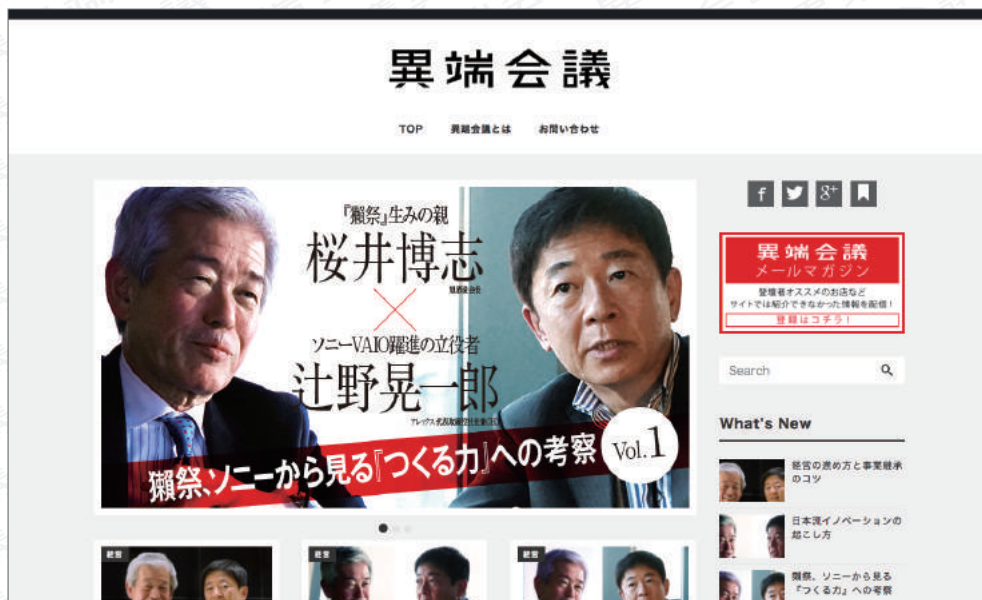 異端会議
TOP 異端会議とは お問い合わせ
『獺祭』生みの親
桜井博志
ソニーVAIO躍進の立役者
辻野晃一郎
獺祭、ソニーから見る『つくる力』への考察 Vol.1
異端会議
メールマガジン
登壇者オススメのお店など
サイトでは紹介できなかった情報を配信！
登録はコチラ！
Search
What's New
経営の進め方と事業継承
のコツ
日本流イノベーションの
起こし方
獺祭、ソニーから見る
『つくる力』への考察
経営
経営
経営